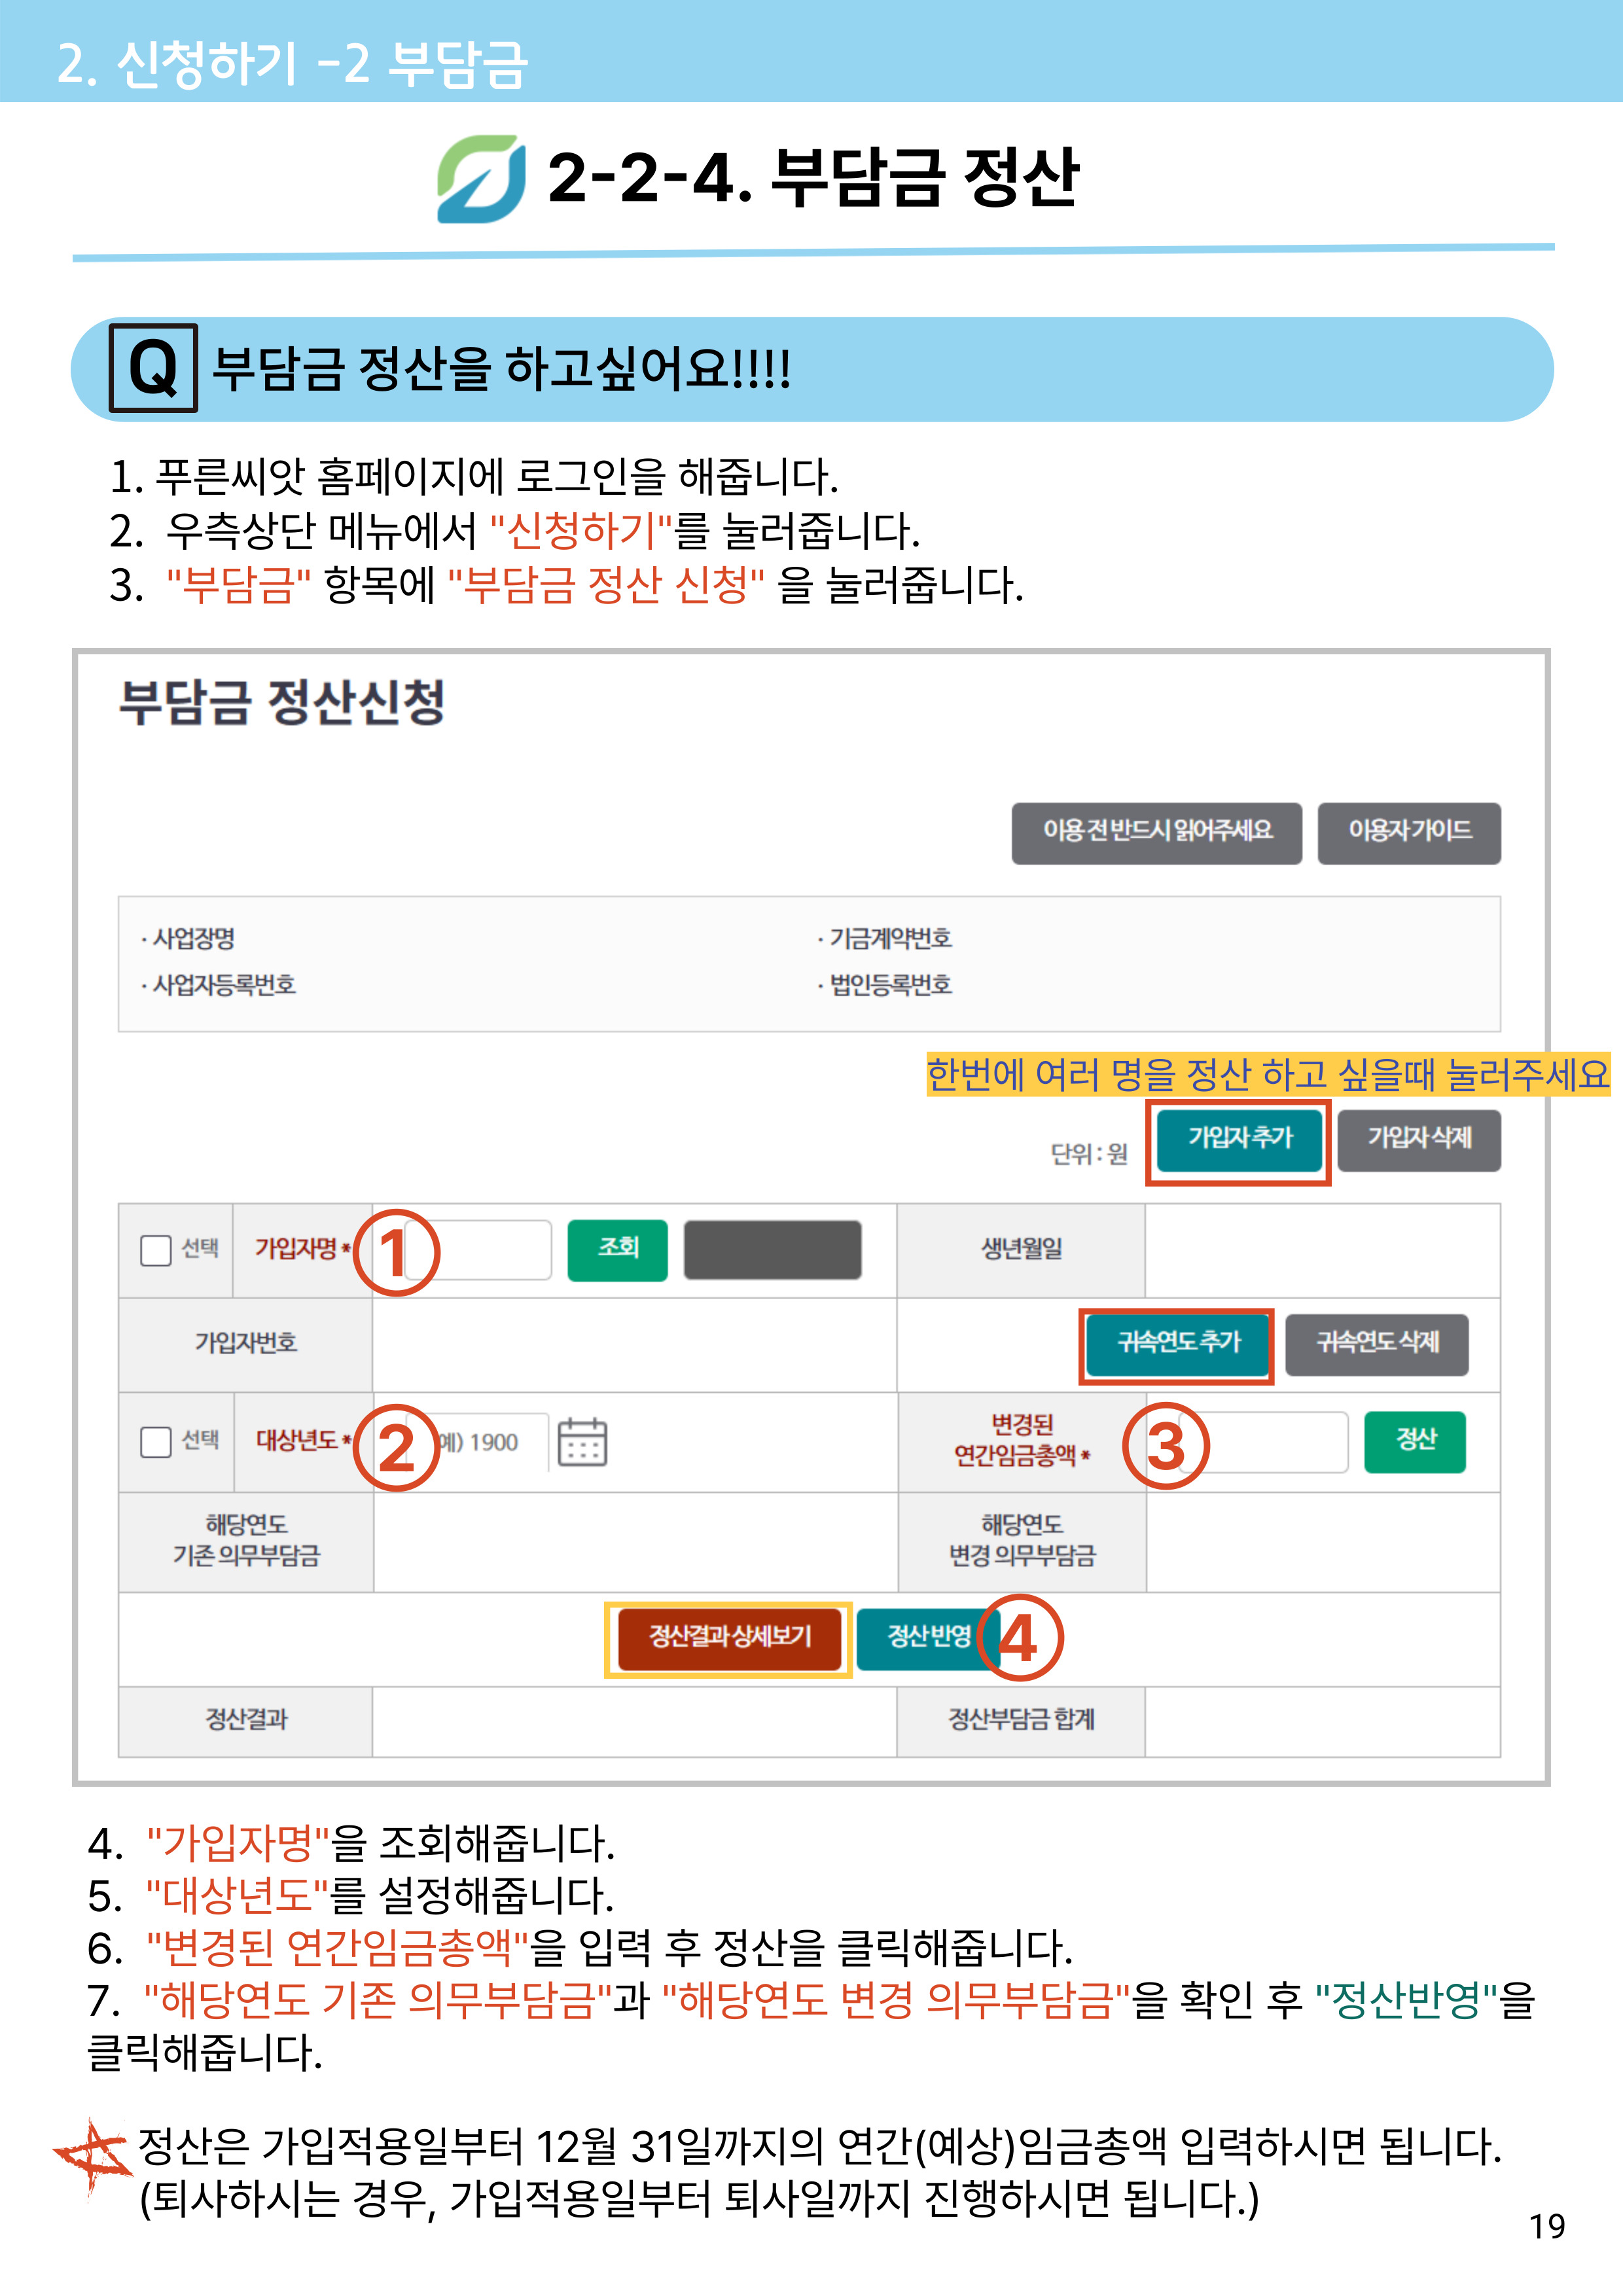 2. 신청하기 -2 부담금
2-2-4. 부담금 정산
Q 부담금 정산을 하고싶어요!!!!
1. 푸른씨앗 홈페이지에 로그인을 해줍니다.
2. 우측상단 메뉴에서 "신청하기"를 눌러줍니다.
3. "부담금" 항목에 "부담금 정산 신청" 을 눌러줍니다.
부담금 정산신청
이용 전 반드시 읽어주세요 이용자 가이드
· 사업장명 · 기금계약번호
· 사업자등록번호 · 법인등록번호
한번에 여러 명을 정산 하고 싶을때 눌러주세요
단위 : 원 가입자 추가 가입자 삭제
선택 가입자명 * 1 조회 생년월일
가입자번호 귀속연도 추가 귀속연도 삭제
선택 대상년도 * 2 예) 1900 변경된 3 정산
연간임금총액 *
해당연도 해당연도
기존 의무부담금 변경 의무부담금
정산결과 상세보기 정산 반영 4
정산결과 정산부담금 합계
4. "가입자명"을 조회해줍니다.
5. "대상년도"를 설정해줍니다.
6. "변경된 연간임금총액"을 입력 후 정산을 클릭해줍니다.
7. "해당연도 기존 의무부담금"과 "해당연도 변경 의무부담금"을 확인 후 "정산반영"을
클릭해줍니다.
정산은 가입적용일부터 12월 31일까지의 연간(예상)임금총액 입력하시면 됩니다.
(퇴사하시는 경우, 가입적용일부터 퇴사일까지 진행하시면 됩니다.)
19